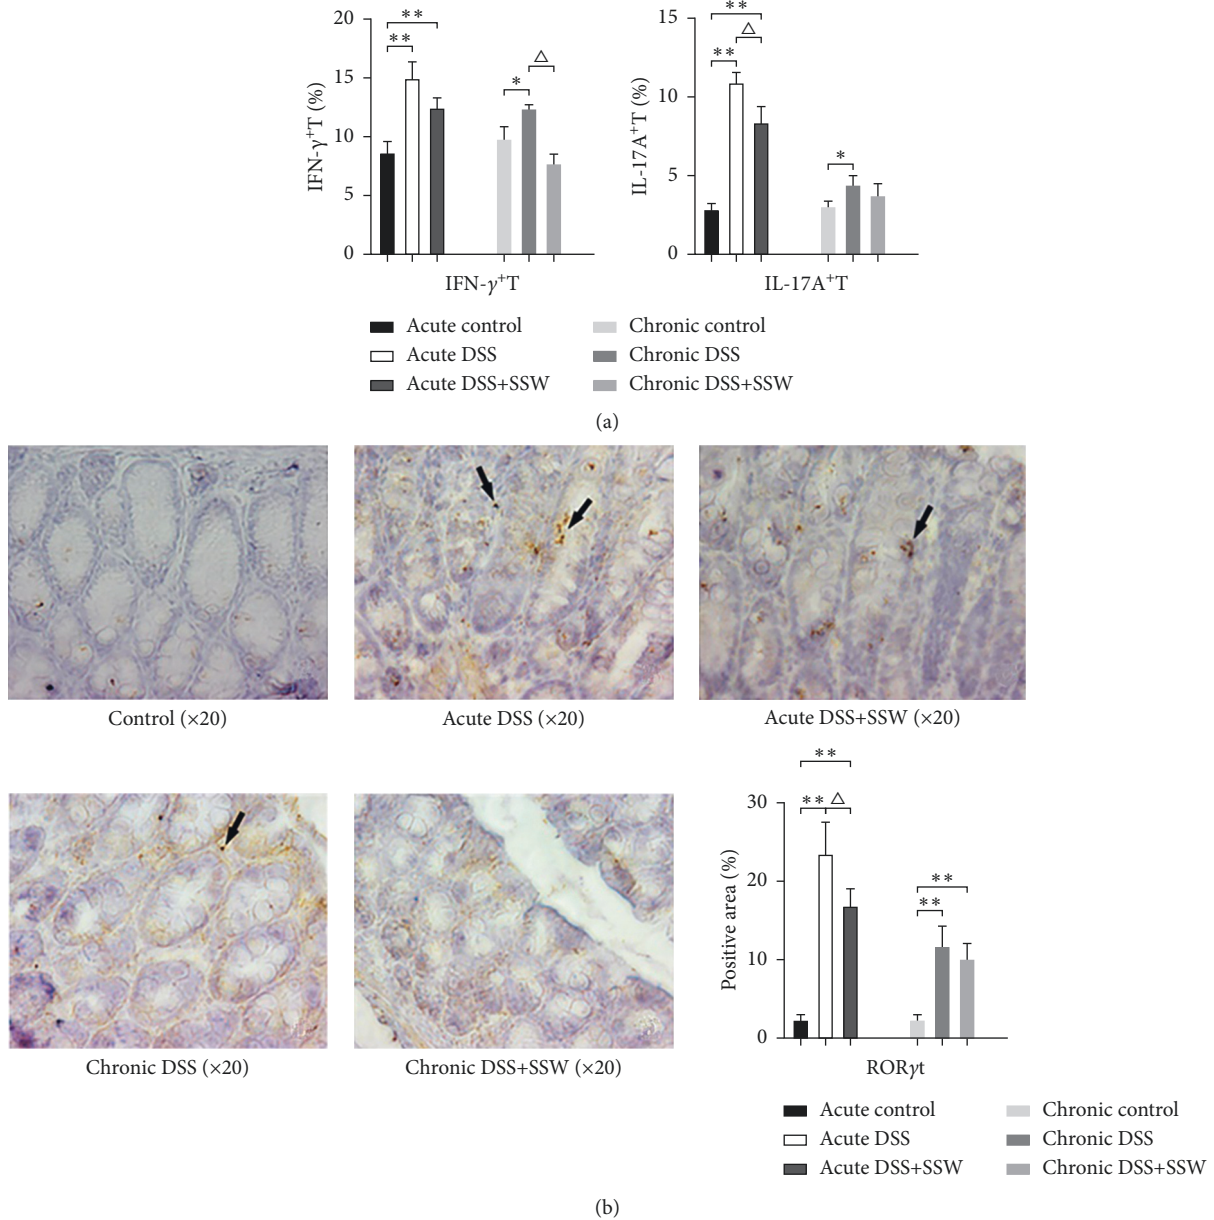 20
15
10
5
0
IFN-γ⁺T (%)
**
**
*
△
IFN-γ⁺T
15
10
5
0
IL-17A⁺T (%)
**
△
**
*
IL-17A⁺T
Acute control
Acute DSS
Acute DSS+SSW
Chronic control
Chronic DSS
Chronic DSS+SSW
(a)
Control (×20)
Acute DSS (×20)
Acute DSS+SSW (×20)
Chronic DSS (×20)
Chronic DSS+SSW (×20)
30
20
10
0
Positive area (%)
**
** △
**
**
RORγt
Acute control
Acute DSS
Acute DSS+SSW
Chronic control
Chronic DSS
Chronic DSS+SSW
(b)